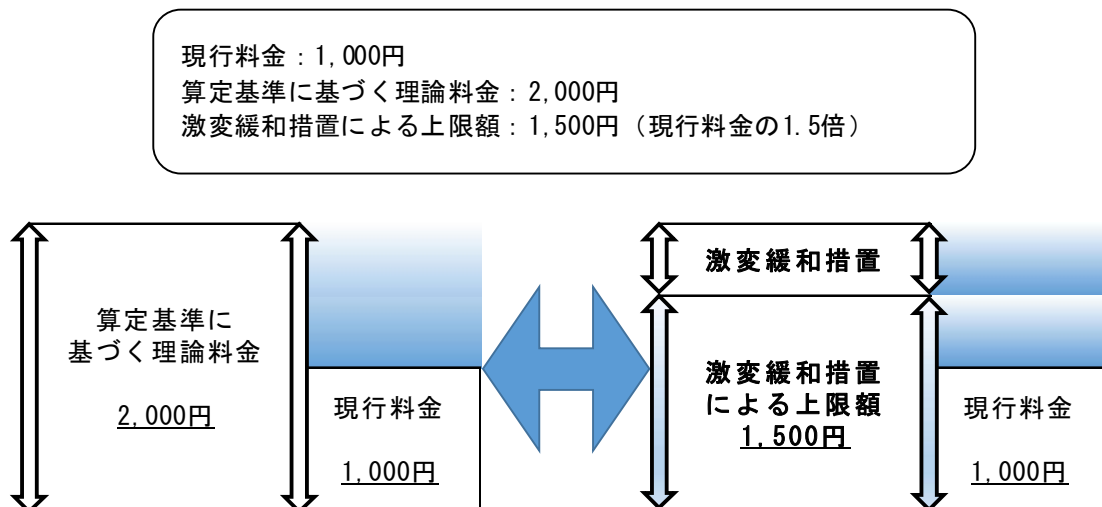 現行料金：1,000円
算定基準に基づく理論料金：2,000円
激変緩和措置による上限額：1,500円（現行料金の1.5倍）
算定基準に
基づく理論料金
2,000円
現行料金
1,000円
激変緩和措置
激変緩和措置
による上限額
1,500円
現行料金
1,000円